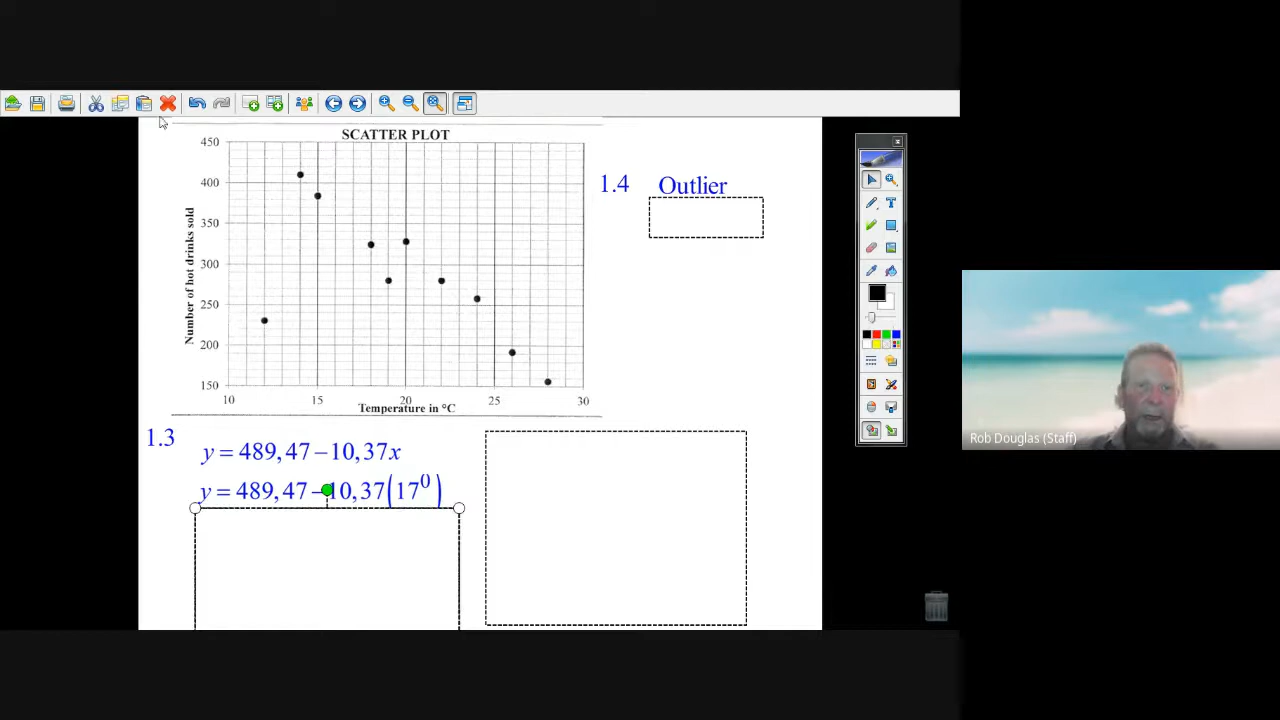 SCATTER PLOT
450
400
350
300
250
200
150
Number of hot drinks sold
10 15 20 25 30
Temperature in °C
1.4 Outlier
1.3
y = 489,47 – 10,37x
y = 489,47 – 10,37(17⁰)
Rob Douglas (Staff)